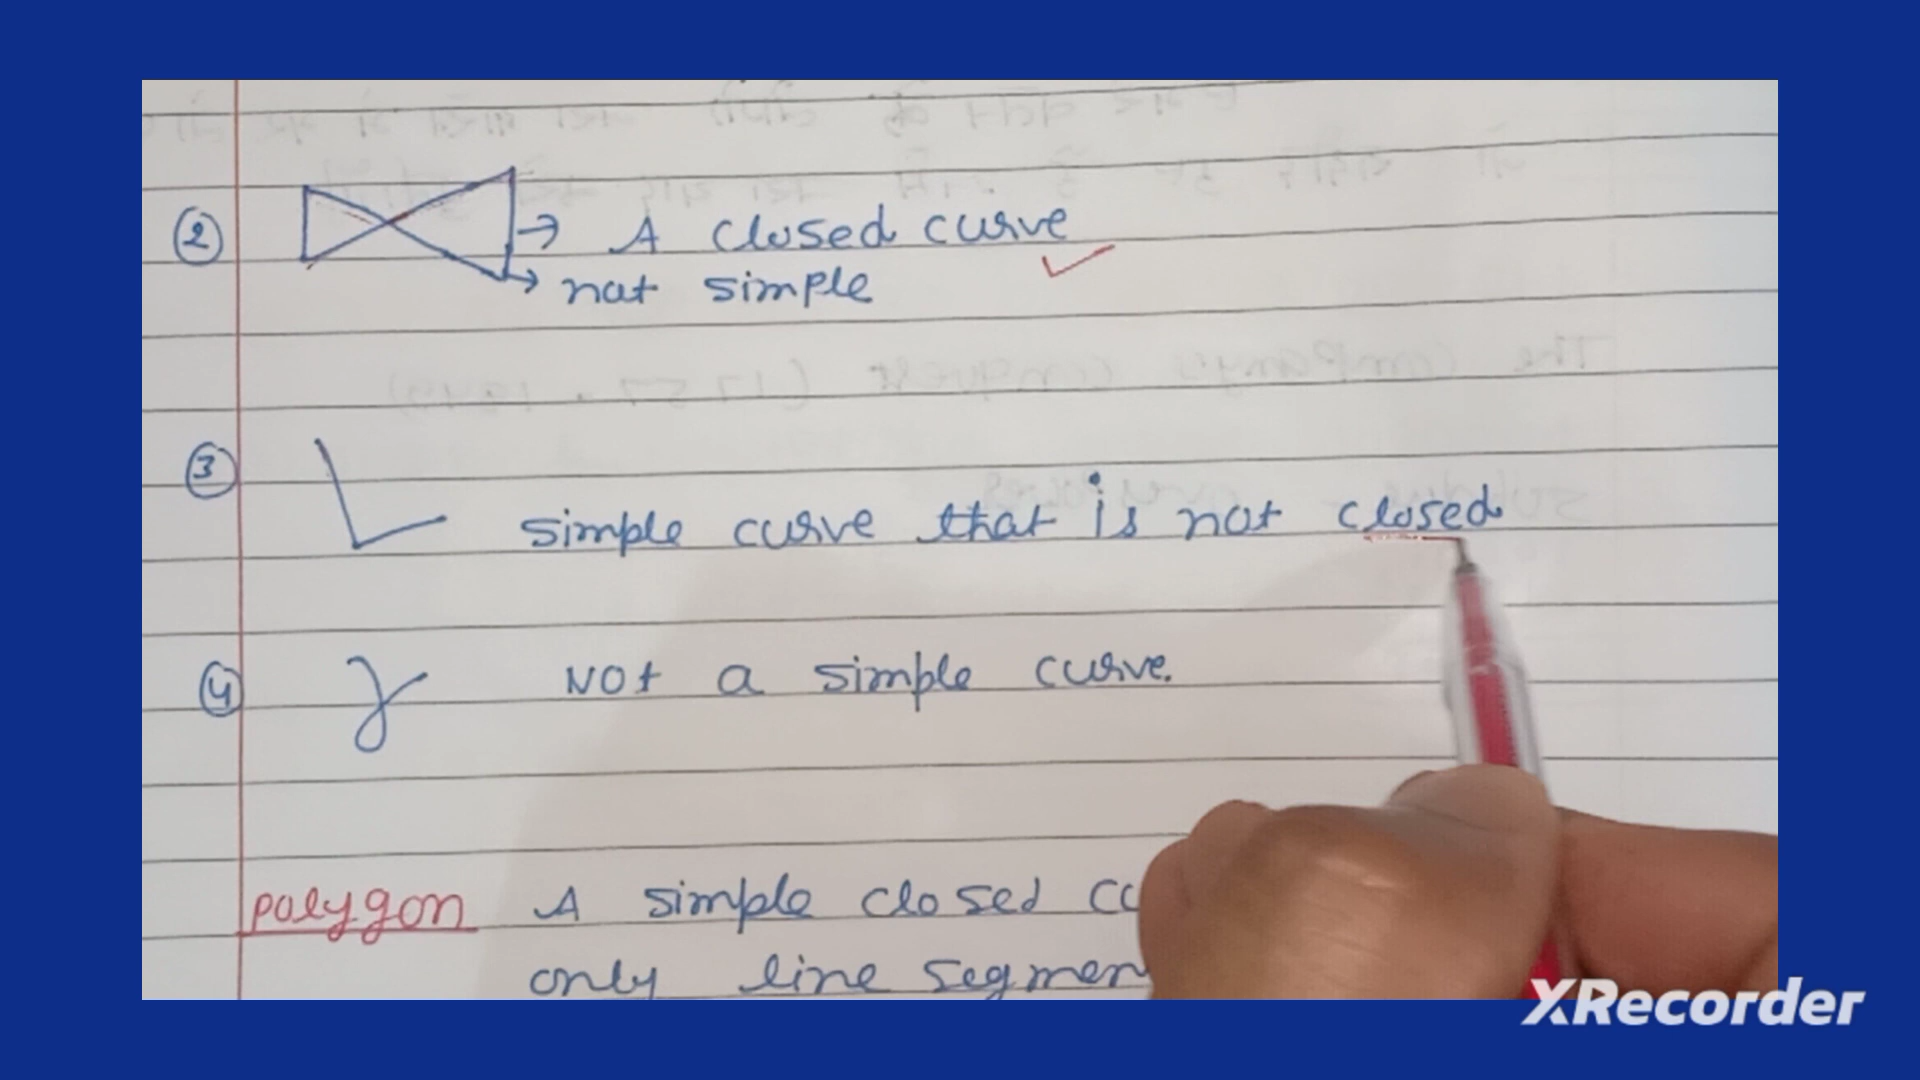 ② → A closed curve
→ not simple
③ simple curve that is not closed
④ Not a simple curve.
polygon A simple closed
only line segmen
XRecorder